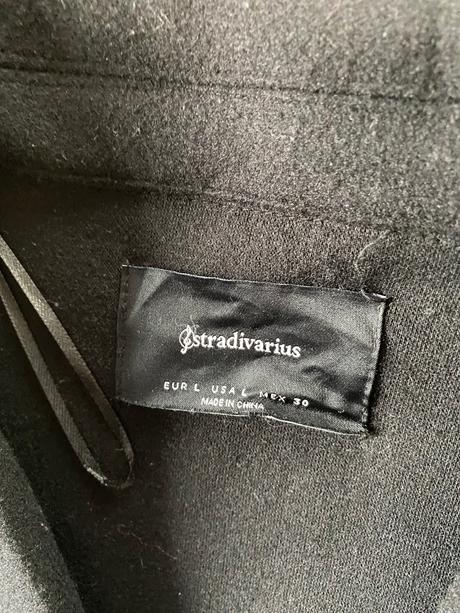 stradivarius
EUR L USA L MEX 30
MADE IN CHINA